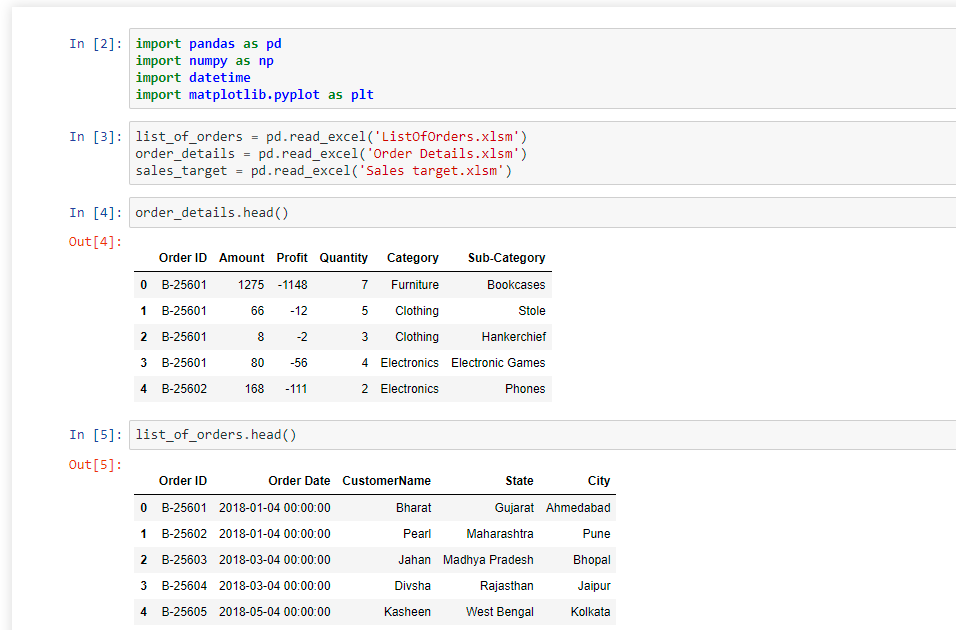 In [2]: import pandas as pd
import numpy as np
import datetime
import matplotlib.pyplot as plt
In [3]: list_of_orders = pd.read_excel('ListOfOrders.xlsm')
order_details = pd.read_excel('Order Details.xlsm')
sales_target = pd.read_excel('Sales target.xlsm')
In [4]: order_details.head()
Out[4]:
Order ID Amount Profit Quantity Category Sub-Category
0 B-25601 1275 -1148 7 Furniture Bookcases
1 B-25601 66 -12 5 Clothing Stole
2 B-25601 8 -2 3 Clothing Hankerchief
3 B-25601 80 -56 4 Electronics Electronic Games
4 B-25602 168 -111 2 Electronics Phones
In [5]: list_of_orders.head()
Out[5]:
Order ID Order Date CustomerName State City
0 B-25601 2018-01-04 00:00:00 Bharat Gujarat Ahmedabad
1 B-25602 2018-01-04 00:00:00 Pearl Maharashtra Pune
2 B-25603 2018-03-04 00:00:00 Jahan Madhya Pradesh Bhopal
3 B-25604 2018-03-04 00:00:00 Divsha Rajasthan Jaipur
4 B-25605 2018-05-04 00:00:00 Kasheen West Bengal Kolkata